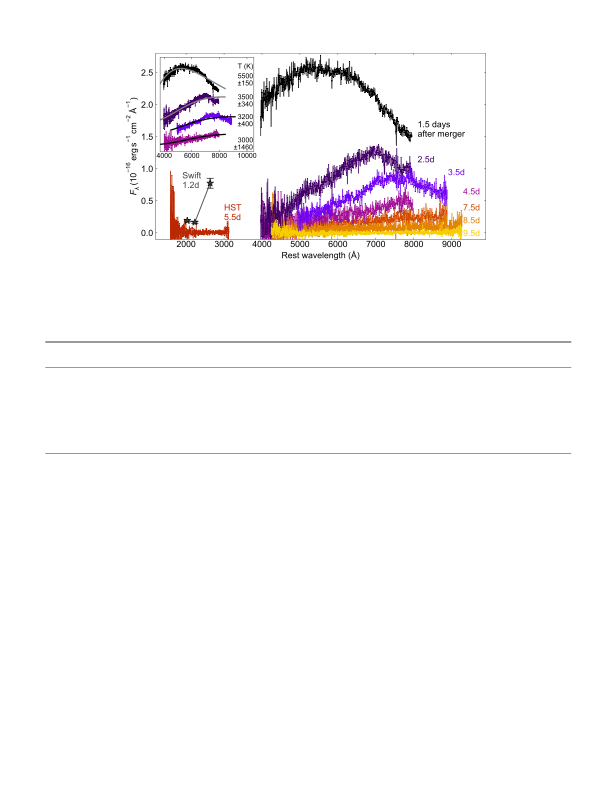 F_λ (10⁻¹⁶ erg s⁻¹ cm⁻² Å⁻¹)
2.5
2.0
1.5
1.0
0.5
0.0
T (K)
5500
±150
3500
±340
3200
±400
3000
±1460
4000 6000 8000 10000
1.5 days
after merger
2.5d
3.5d
4.5d
7.5d
8.5d
9.5d
Swift
1.2d
HST
5.5d
2000 3000 4000 5000 6000 7000 8000 9000
Rest wavelength (Å)